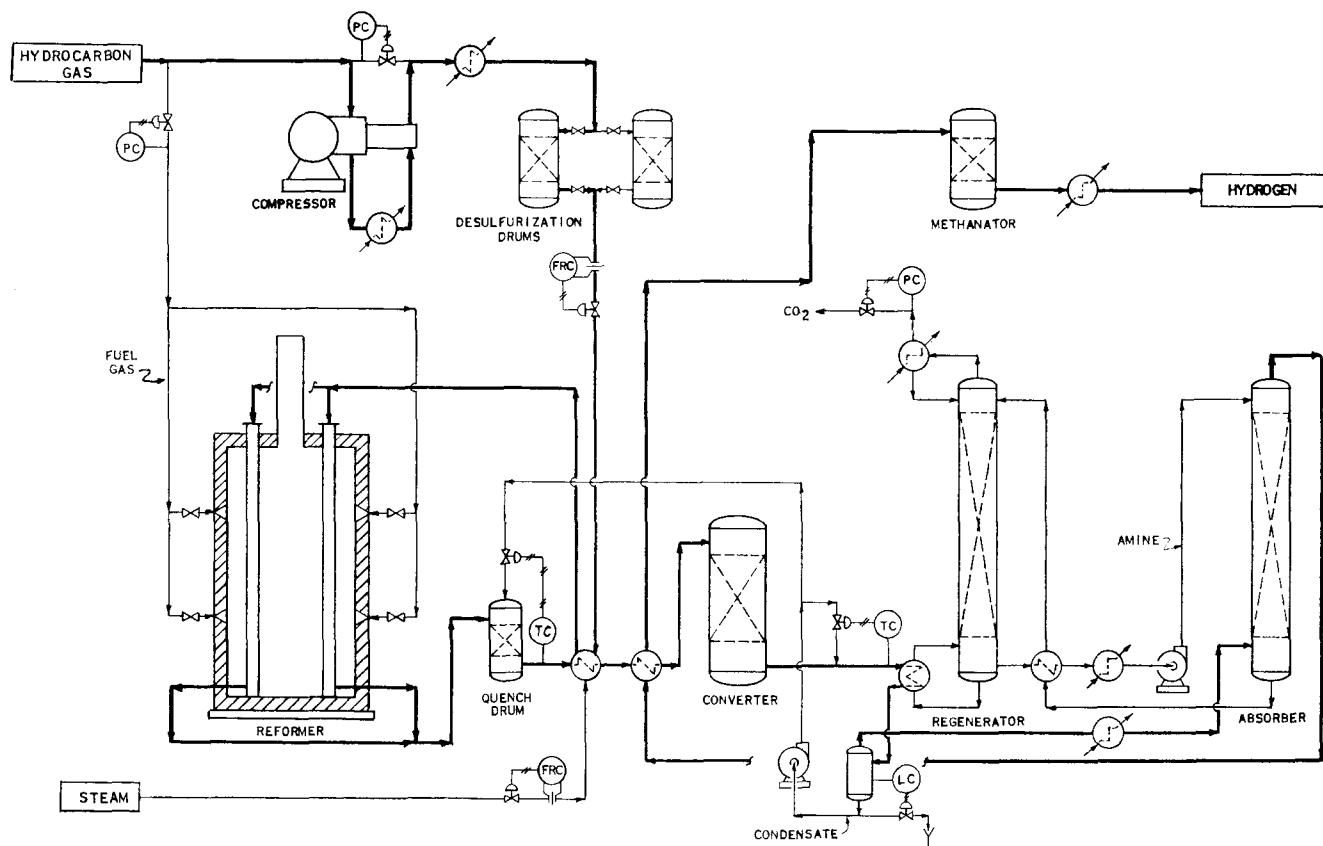 PC
HYDROCARBON
GAS
PC
COMPRESSOR
DESULFURIZATION
DRUMS
METHANATOR
HYDROGEN
FRC
PC
CO2
FUEL
GAS
AMINE
TC
TC
QUENCH
DRUM
CONVERTER
REGENERATOR
ABSORBER
REFORMER
FRC
STEAM
LC
CONDENSATE